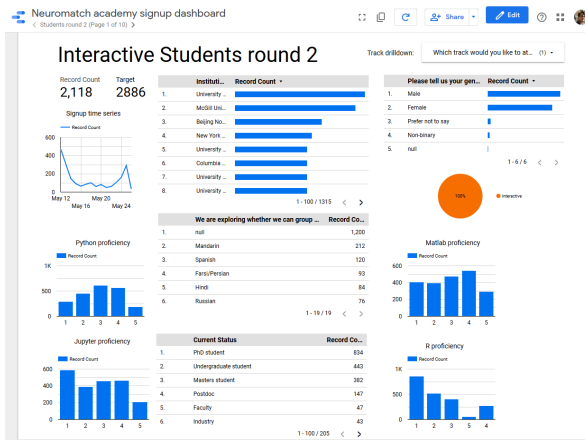 Neuromatch academy signup dashboard
Students round 2 (Page 1 of 10)
Share
Edit
Interactive Students round 2
Track drilldown:
Which track would you like to at... (1)
Record Count
Target
2,118
2886
Signup time series
Record Count
600
400
200
0
May 12
May 20
May 16
May 24
Instituti... Record Count
1. University ...
2. McGill Uni...
3. Beijing No...
4. New York ...
5. University ...
6. Columbia ...
7. University ...
8. University ...
1 - 100 / 1315
Please tell us your gen... Record Count
1. Male
2. Female
3. Prefer not to say
4. Non-binary
5. null
1 - 6 / 6
100%
Interactive
We are exploring whether we can group ... Record Co...
1. null 1,200
2. Mandarin 212
3. Spanish 120
4. Farsi/Persian 93
5. Hindi 84
6. Russian 76
1 - 19 / 19
Python proficiency
Record Count
1K
500
0
1 2 3 4 5
Matlab proficiency
Record Count
600
400
200
0
1 2 3 4 5
Jupyter proficiency
Record Count
600
400
200
0
1 2 3 4 5
Current Status Record Co...
1. PhD student 834
2. Undergraduate student 443
3. Masters student 382
4. Postdoc 147
5. Faculty 47
6. Industry 43
1 - 100 / 205
R proficiency
Record Count
1K
500
0
1 2 3 4 5